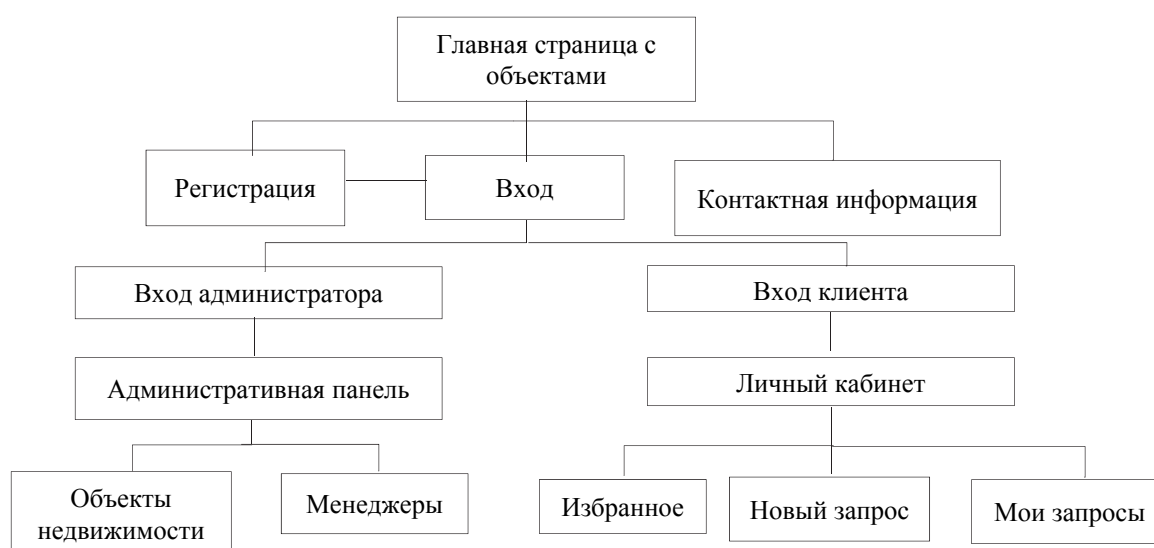 Главная страница с
объектами
Регистрация
Вход
Контактная информация
Вход администратора
Вход клиента
Административная панель
Личный кабинет
Объекты
недвижимости
Менеджеры
Избранное
Новый запрос
Мои запросы